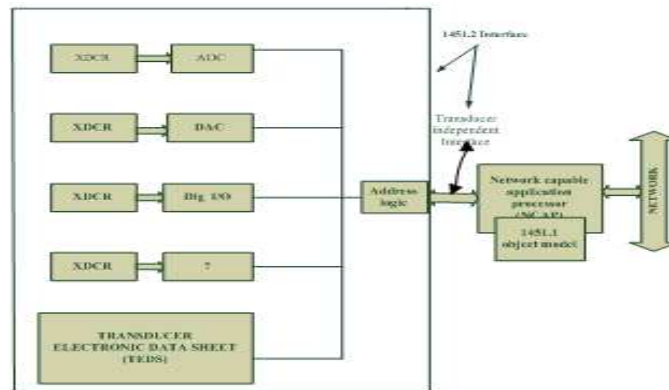 1451.2 Interface
XDCR
ADC
XDCR
DAC
Transducer
independent
Interface
XDCR
Dig I/O
Address
logic
Network capable
application
processor
(NCAP)
1451.1
object model
NETWORK
XDCR
?
TRANSDUCER
ELECTRONIC DATA SHEET
(TEDS)